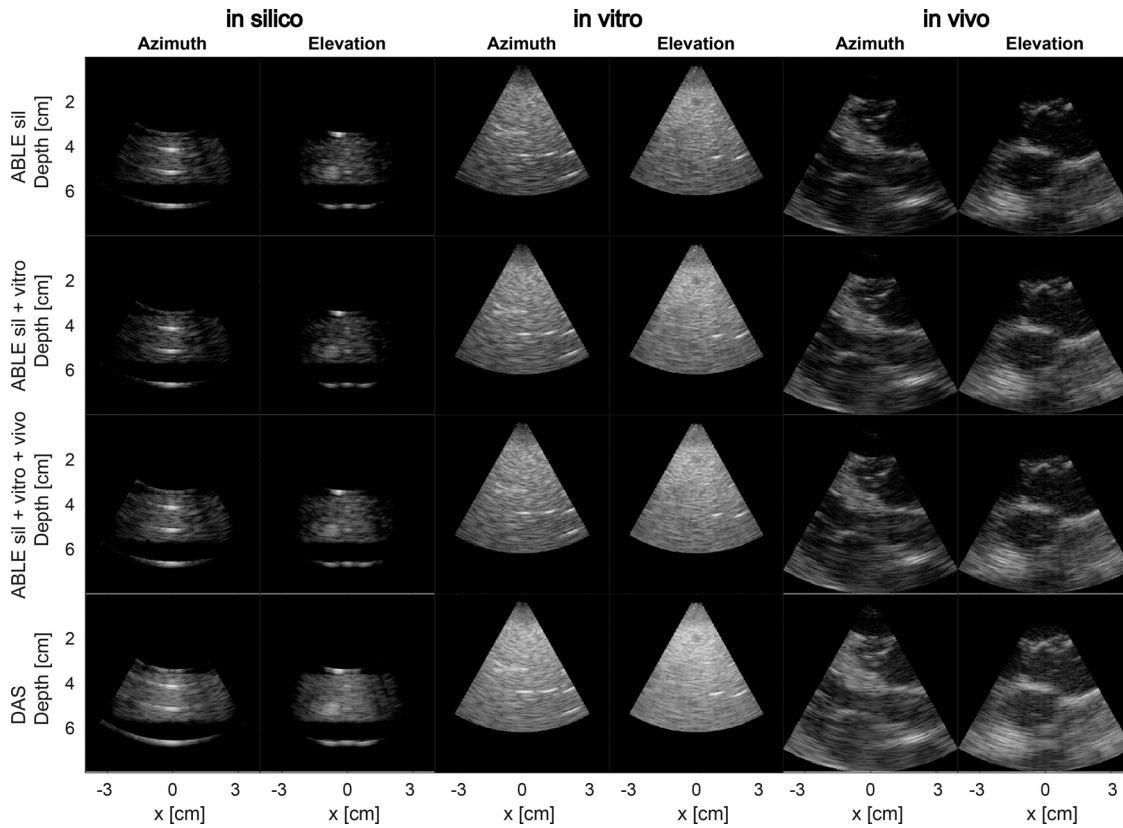 in silico in vitro in vivo
Azimuth Elevation Azimuth Elevation Azimuth Elevation
ABLE sil
Depth [cm]
2
4
6
ABLE sil + vitro
Depth [cm]
2
4
6
ABLE sil + vitro + vivo
Depth [cm]
2
4
6
DAS
Depth [cm]
2
4
6
-3 0 3 -3 0 3 -3 0 3 -3 0 3 -3 0 3 -3 0 3
x [cm] x [cm] x [cm] x [cm] x [cm] x [cm]